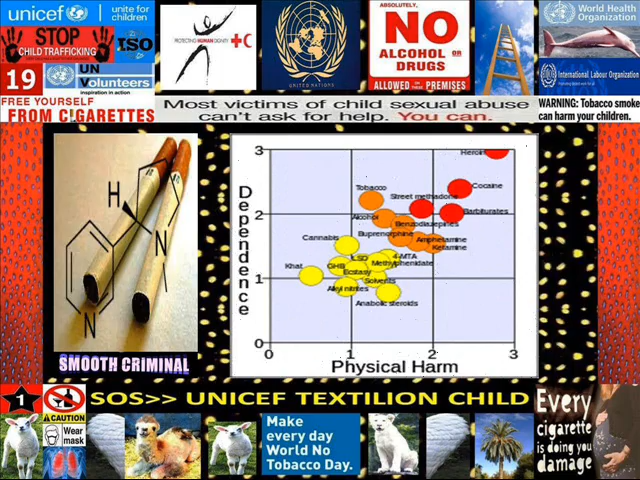 unicef
unite for
children
STOP
CHILD TRAFFICKING
ISO
19
UN
Volunteers
inspiration in action
FREE YOURSELF
FROM C!GARETTES
PROTECTING HUMAN DIGNITY
UNITED NATIONS
ABSOLUTELY,
NO
ALCOHOL OR
DRUGS
ALLOWED ON THESE PREMISES
World Health
Organization
International Labour Organization
Most victims of child sexual abuse
can't ask for help. You can.
WARNING: Tobacco smoke
can harm your children.
H
N
N
SMOOTH CRiMINAL
Dependence
3
2
1
0
0
1
2
3
Physical Harm
Heroin
Cocaine
Tobacco
Street methadone
Barbiturates
Alcohol
Benzodiazepines
Buprenorphine
Amphetamine
Cannabis
Ketamine
LSD
4-MTA
GHB
Methylphenidate
Khat
Ecstasy
Solvents
Alkyl nitrites
Anabolic steroids
SOS>> UNICEF TEXTILION CHILD
1
CAUTION
Wear
mask
Make
every day
World No
Tobacco Day.
Every
cigarette
is doing you
damage